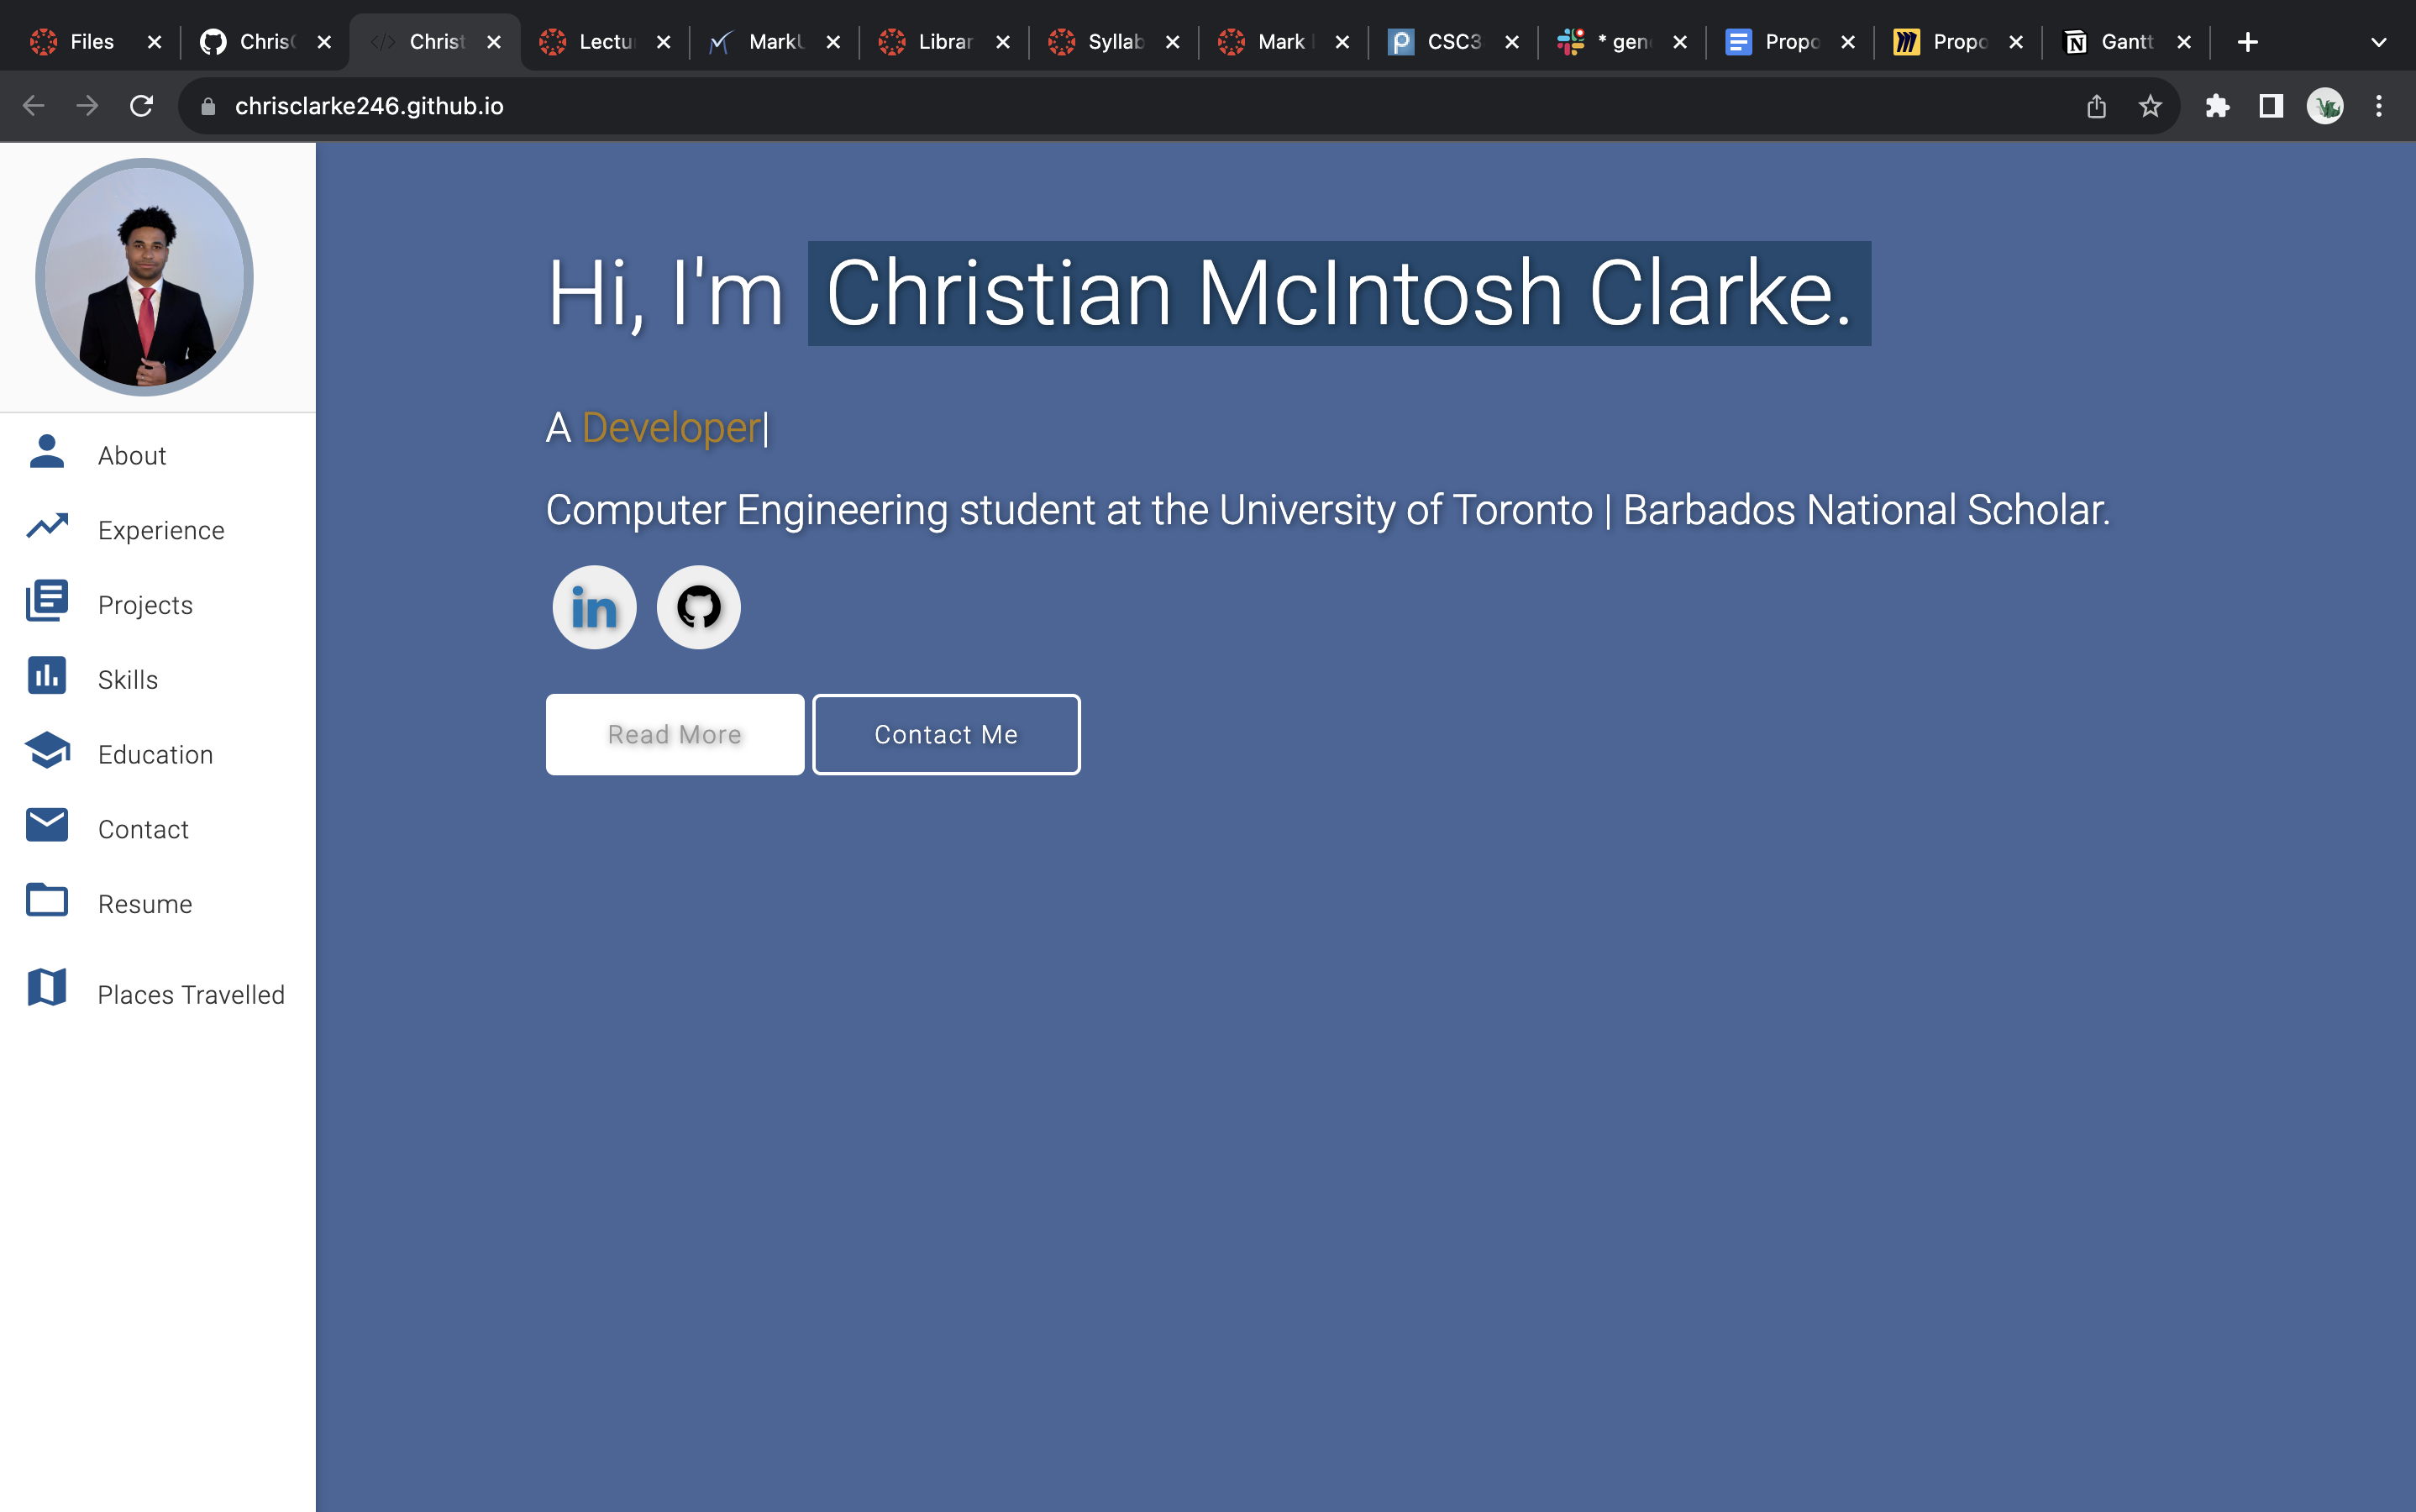 Files
Chris
Christ
Lectu
Mark
Librar
Syllab
Mark
CSC3
* gen
Propo
Propo
Gantt
chrisclarke246.github.io
Hi, I'm Christian McIntosh Clarke.
A Developer|
Computer Engineering student at the University of Toronto | Barbados National Scholar.
in
Read More
Contact Me
About
Experience
Projects
Skills
Education
Contact
Resume
Places Travelled